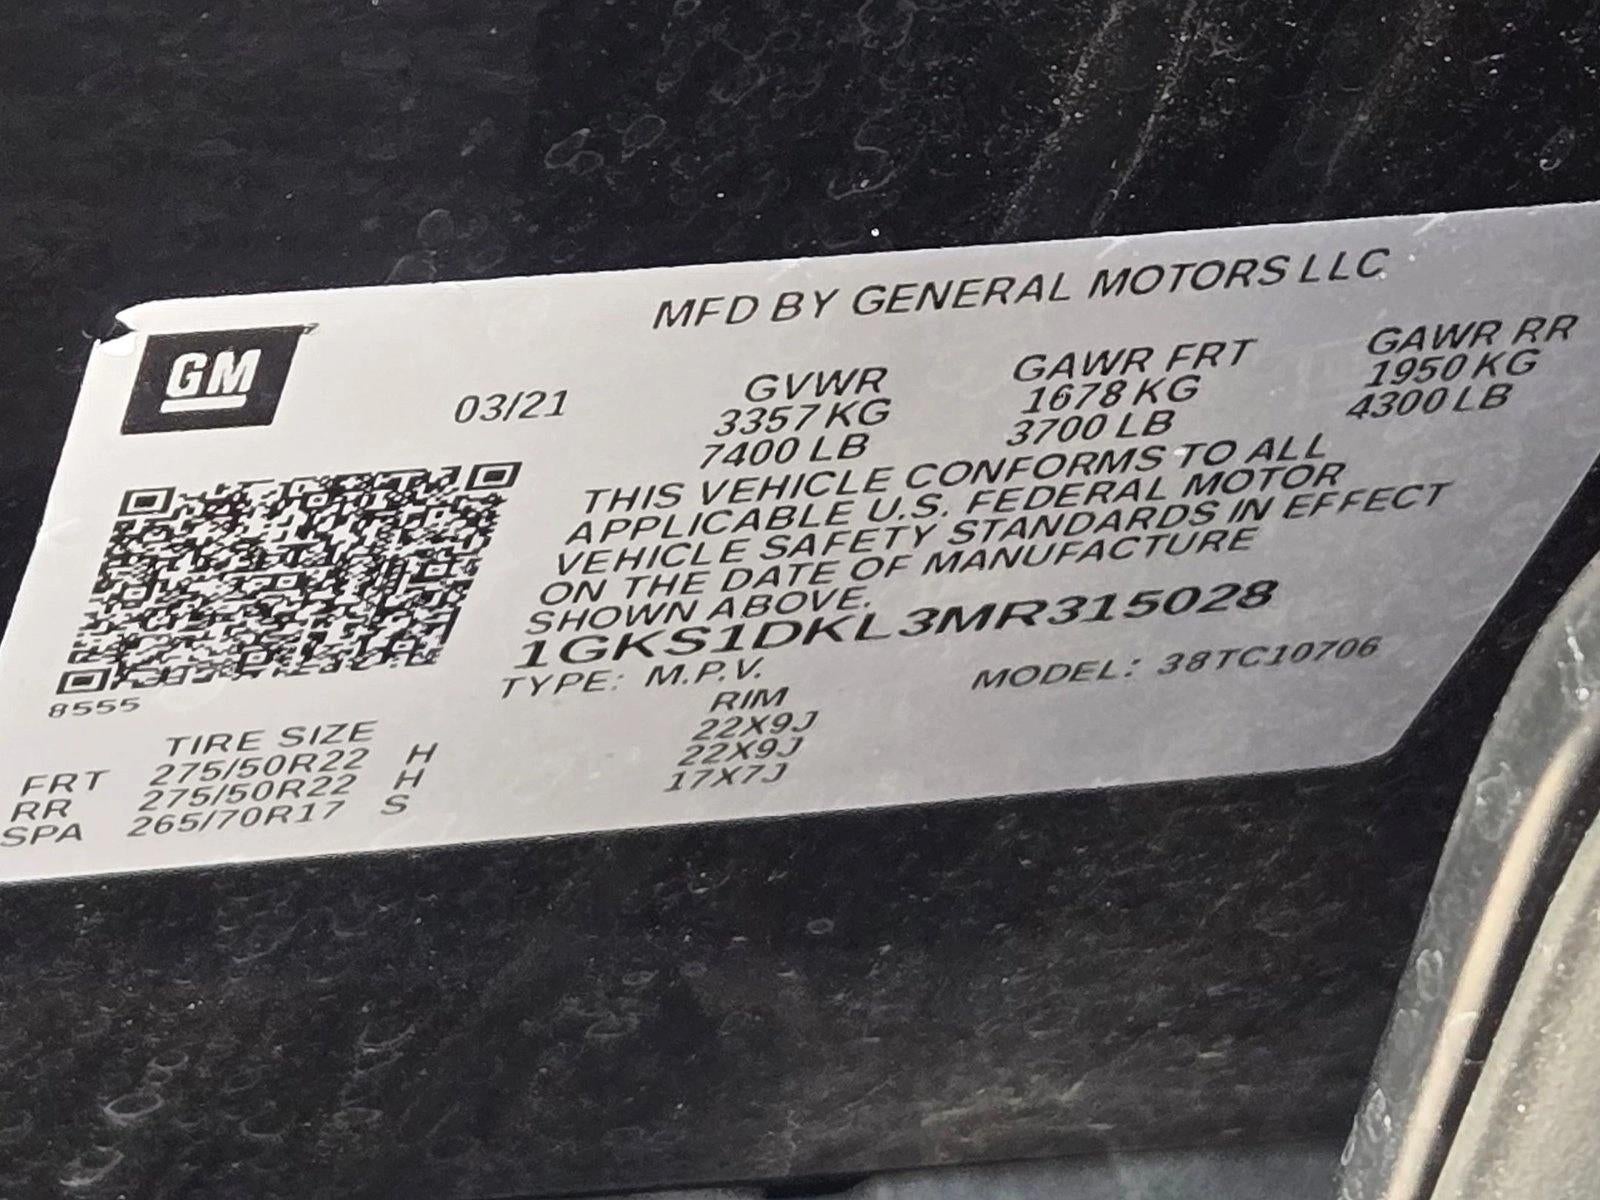 MFD BY GENERAL MOTORS LLC
GM
03/21
GVWR GAWR FRT GAWR RR
3357 KG 1678 KG 1950 KG
7400 LB 3700 LB 4300 LB
THIS VEHICLE CONFORMS TO ALL
APPLICABLE U.S. FEDERAL MOTOR
VEHICLE SAFETY STANDARDS IN EFFECT
ON THE DATE OF MANUFACTURE
SHOWN ABOVE.
1GKS1DKL3MR315028
TYPE: M.P.V. MODEL: 38TC10706
8555
TIRE SIZE RIM
FRT 275/50R22 H 22X9J
RR 275/50R22 H 22X9J
SPA 265/70R17 S 17X7J